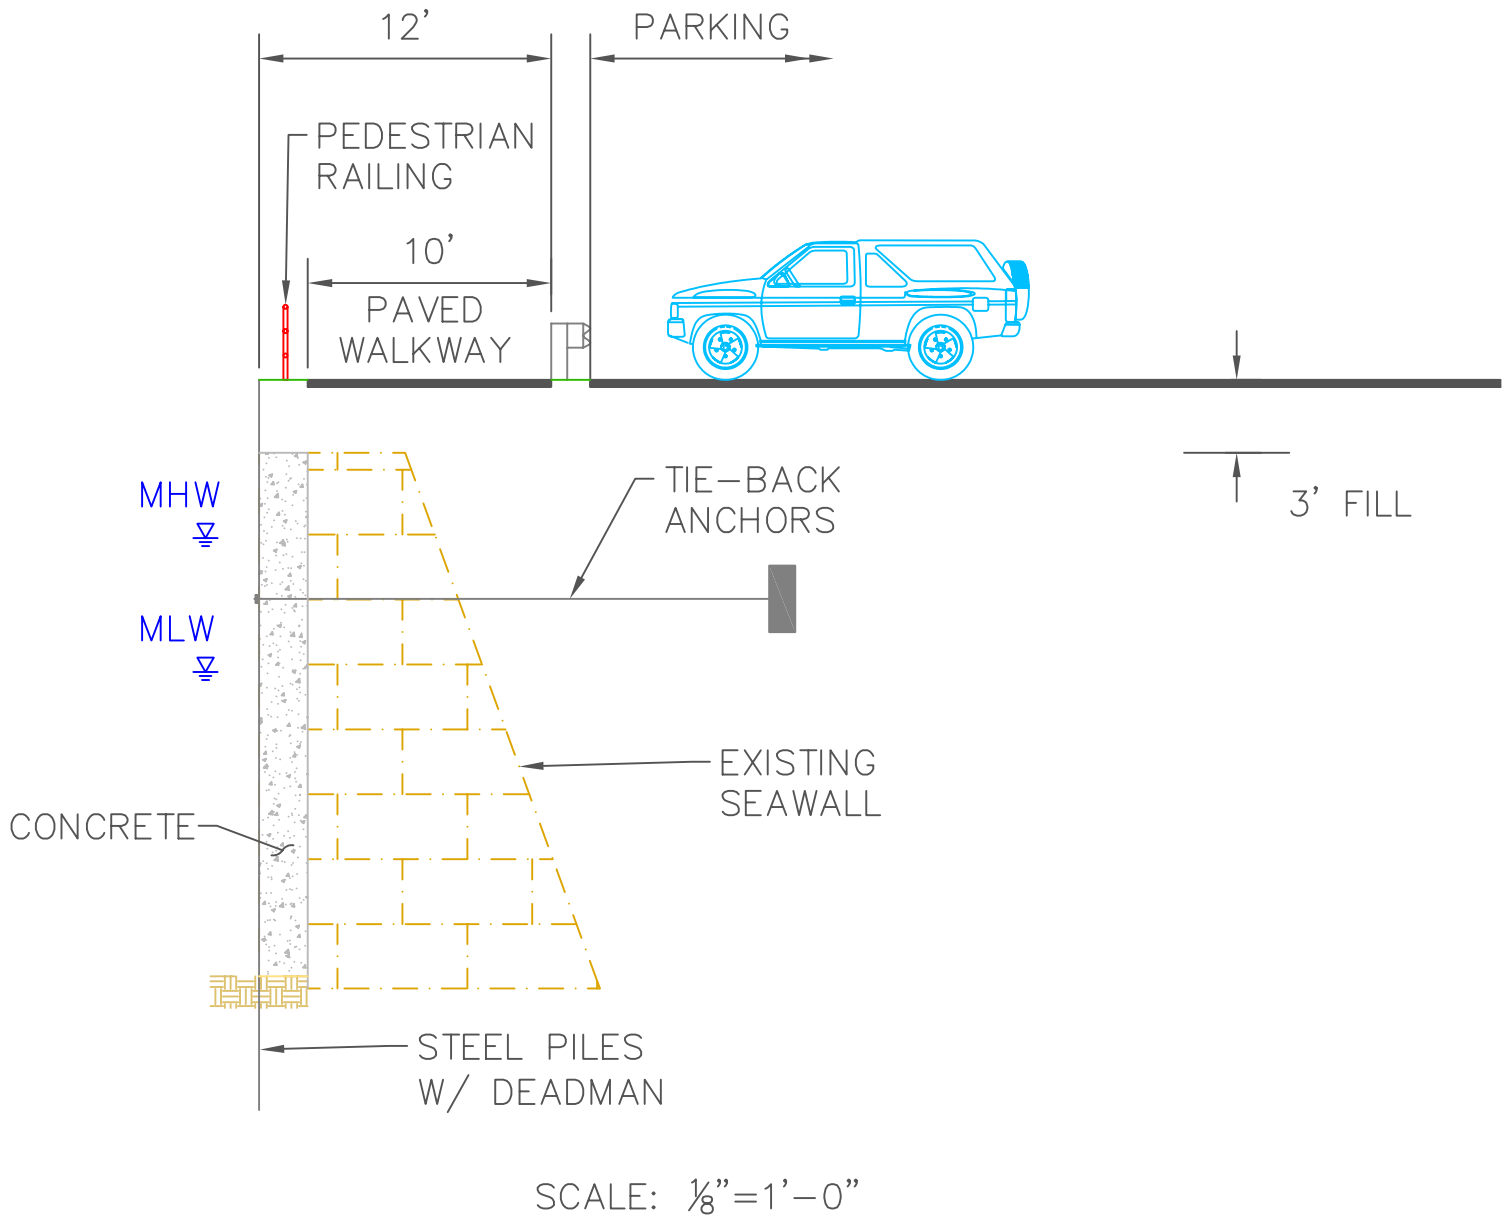 12’
PARKING
PEDESTRIAN
RAILING
10’
PAVED
WALKWAY
MHW
TIE-BACK
ANCHORS
3’ FILL
MLW
EXISTING
SEAWALL
CONCRETE
STEEL PILES
W/ DEADMAN
SCALE: ⅛”=1’-0”